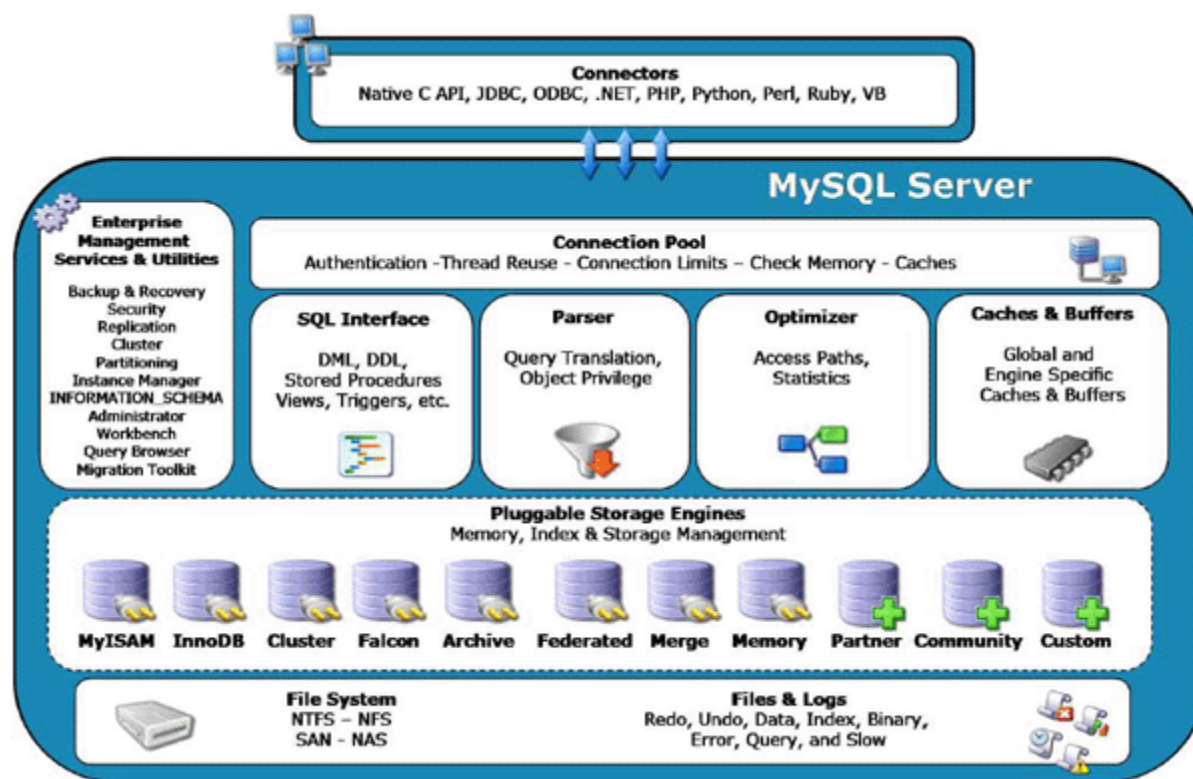 Connectors
Native C API, JDBC, ODBC, .NET, PHP, Python, Perl, Ruby, VB
MySQL Server
Enterprise
Management
Services & Utilities
Backup & Recovery
Security
Replication
Cluster
Partitioning
Instance Manager
INFORMATION_SCHEMA
Administrator
Workbench
Query Browser
Migration Toolkit
Connection Pool
Authentication -Thread Reuse - Connection Limits – Check Memory - Caches
SQL Interface
DML, DDL,
Stored Procedures
Views, Triggers, etc.
Parser
Query Translation,
Object Privilege
Optimizer
Access Paths,
Statistics
Caches & Buffers
Global and
Engine Specific
Caches & Buffers
Pluggable Storage Engines
Memory, Index & Storage Management
MyISAM
InnoDB
Cluster
Falcon
Archive
Federated
Merge
Memory
Partner
Community
Custom
File System
NTFS – NFS
SAN - NAS
Files & Logs
Redo, Undo, Data, Index, Binary,
Error, Query, and Slow